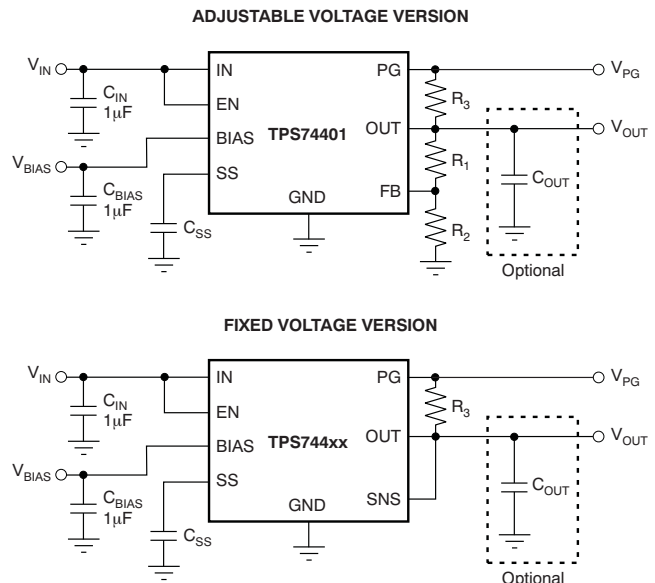 ADJUSTABLE VOLTAGE VERSION
VIN
IN
PG
VPG
CIN
1μF
EN
R3
VBIAS
BIAS
TPS74401
OUT
VOUT
CBIAS
1μF
SS
R1
COUT
FB
GND
CSS
R2
Optional
FIXED VOLTAGE VERSION
VIN
IN
PG
VPG
CIN
1μF
EN
R3
VBIAS
BIAS
TPS744xx
OUT
VOUT
CBIAS
1μF
SS
COUT
SNS
GND
CSS
Optional